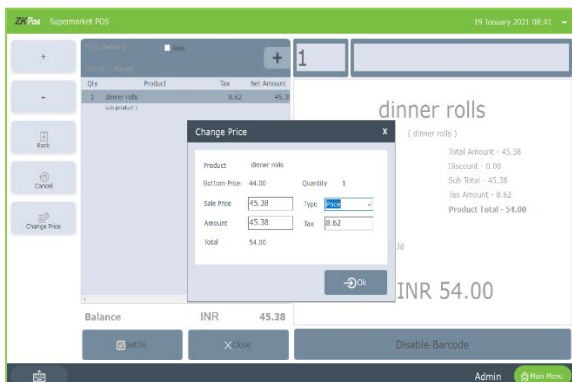 ZKPos Supermarket POS
19 January 2021 08:41
+
-
Back
Cancel
Change Price
+
1
Qty Product Tax Net Amount
1 dinner rolls 8.62 45.38
sub product 1
Change Price X
Product dinner rolls
Bottom Price 44.00 Quantity 1
Sale Price 45.38 Type Price
Amount 45.38 Tax 8.62
Total 54.00
Ok
dinner rolls
( dinner rolls )
Total Amount - 45.38
Discount - 0.00
Sub Total - 45.38
Tax Amount - 8.62
Product Total - 54.00
38
INR 54.00
Balance INR 45.38
Settle
Close
Disable Barcode
Admin
Main Menu